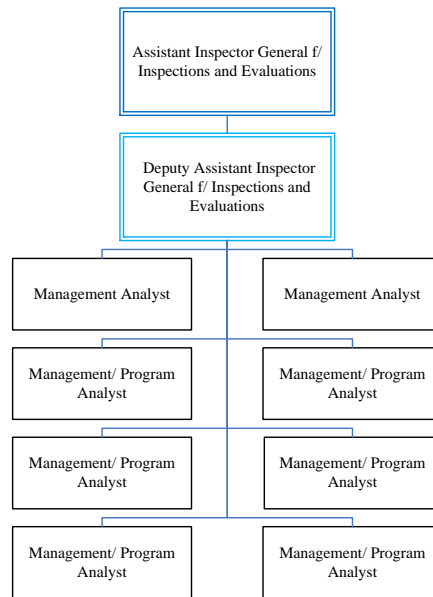 Assistant Inspector General f/
Inspections and Evaluations
Deputy Assistant Inspector
General f/ Inspections and
Evaluations
Management Analyst
Management Analyst
Management/ Program
Analyst
Management/ Program
Analyst
Management/ Program
Analyst
Management/ Program
Analyst
Management/ Program
Analyst
Management/ Program
Analyst